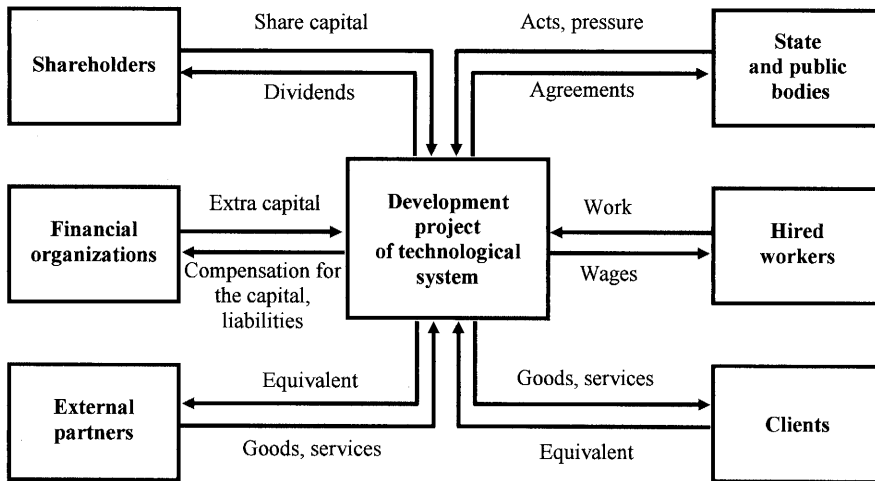 Share capital
Acts, pressure
Shareholders
State
and public
bodies
Dividends
Agreements
Extra capital
Development
project
of technological
system
Work
Financial
organizations
Hired
workers
Compensation for
the capital,
liabilities
Wages
Equivalent
Goods, services
External
partners
Clients
Goods, services
Equivalent